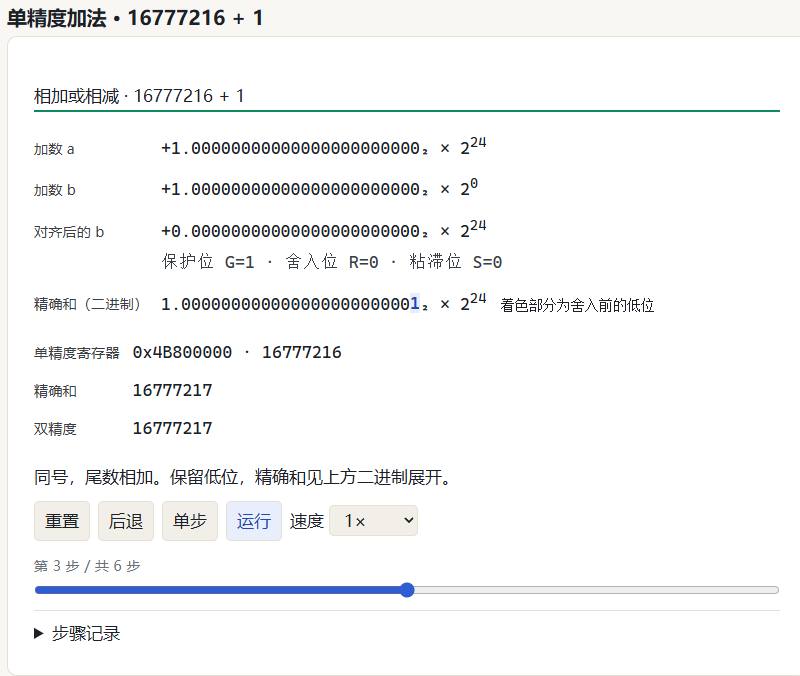 单精度加法 • 16777216 + 1
相加或相减 · 16777216 + 1
加数 a +1.00000000000000000000000₂ × 2²⁴
加数 b +1.00000000000000000000000₂ × 2⁰
对齐后的 b +0.00000000000000000000000₂ × 2²⁴
保护位 G=1 · 舍入位 R=0 · 粘滞位 S=0
精确和（二进制） 1.000000000000000000000001₂ × 2²⁴ 着色部分为舍入前的低位
单精度寄存器 0x4B800000 · 16777216
精确和 16777217
双精度 16777217
同号，尾数相加。保留低位，精确和见上方二进制展开。
重置 后退 单步 运行 速度 1×
第 3 步 / 共 6 步
▶ 步骤记录